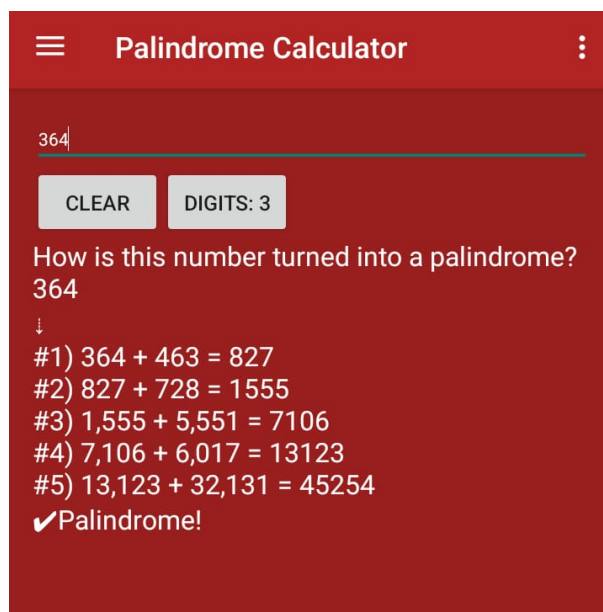 Palindrome Calculator
364
CLEAR DIGITS: 3
How is this number turned into a palindrome?
364
↓
#1) 364 + 463 = 827
#2) 827 + 728 = 1555
#3) 1,555 + 5,551 = 7106
#4) 7,106 + 6,017 = 13123
#5) 13,123 + 32,131 = 45254
✔Palindrome!